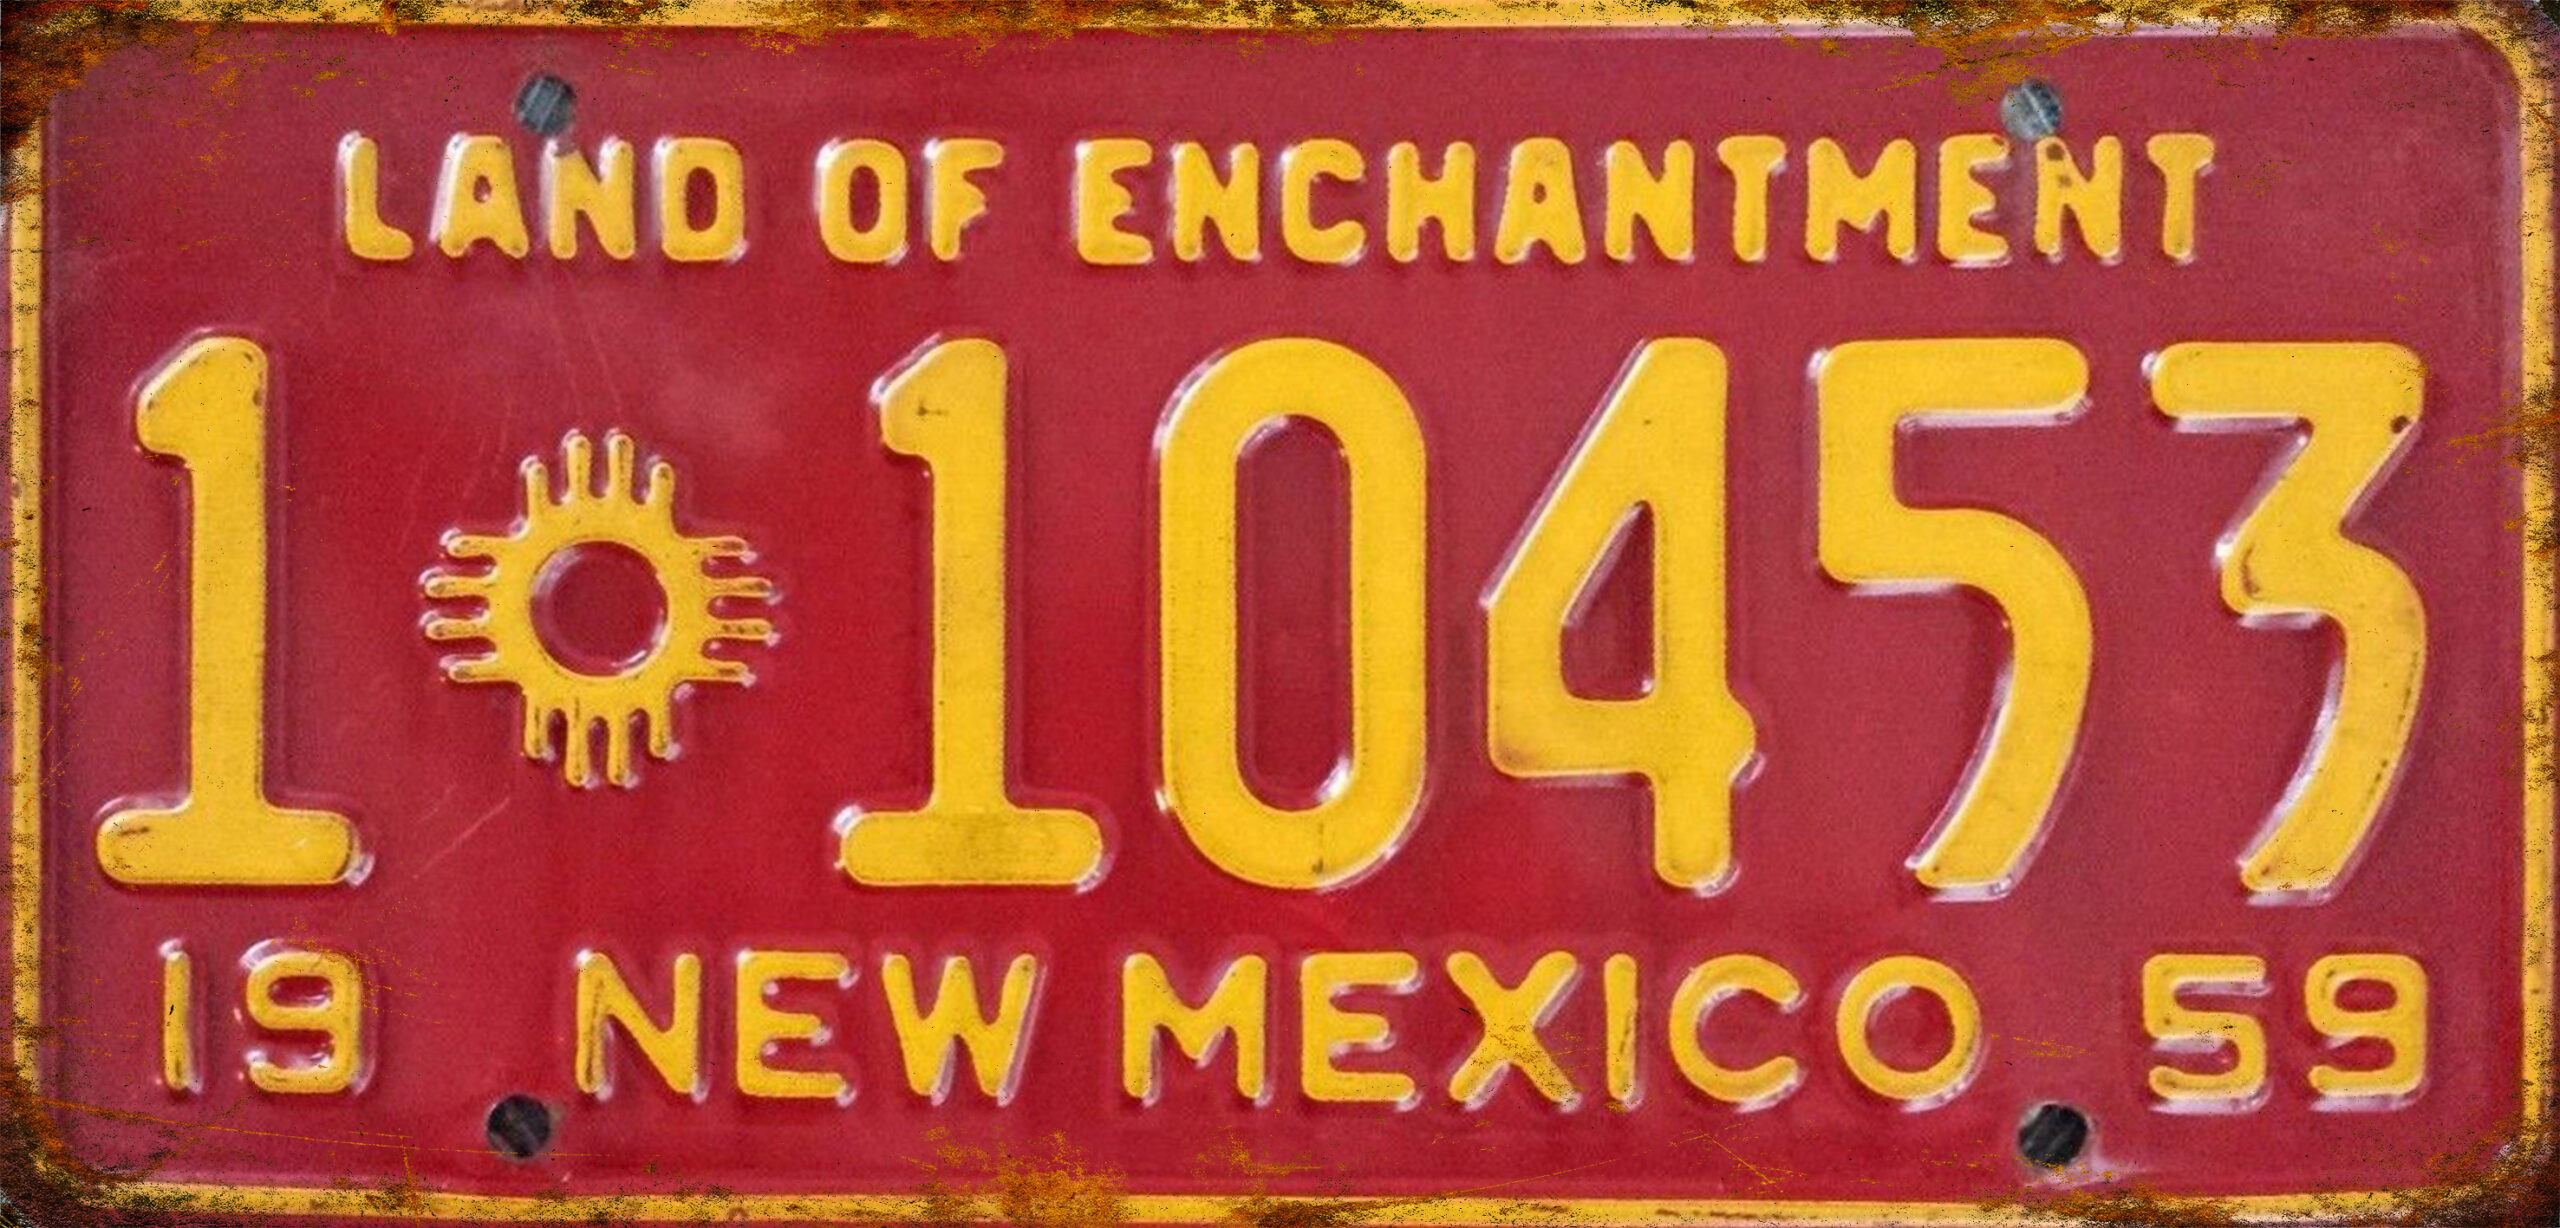 LAND OF ENCHANTMENT
1 10453
19 NEW MEXICO 59